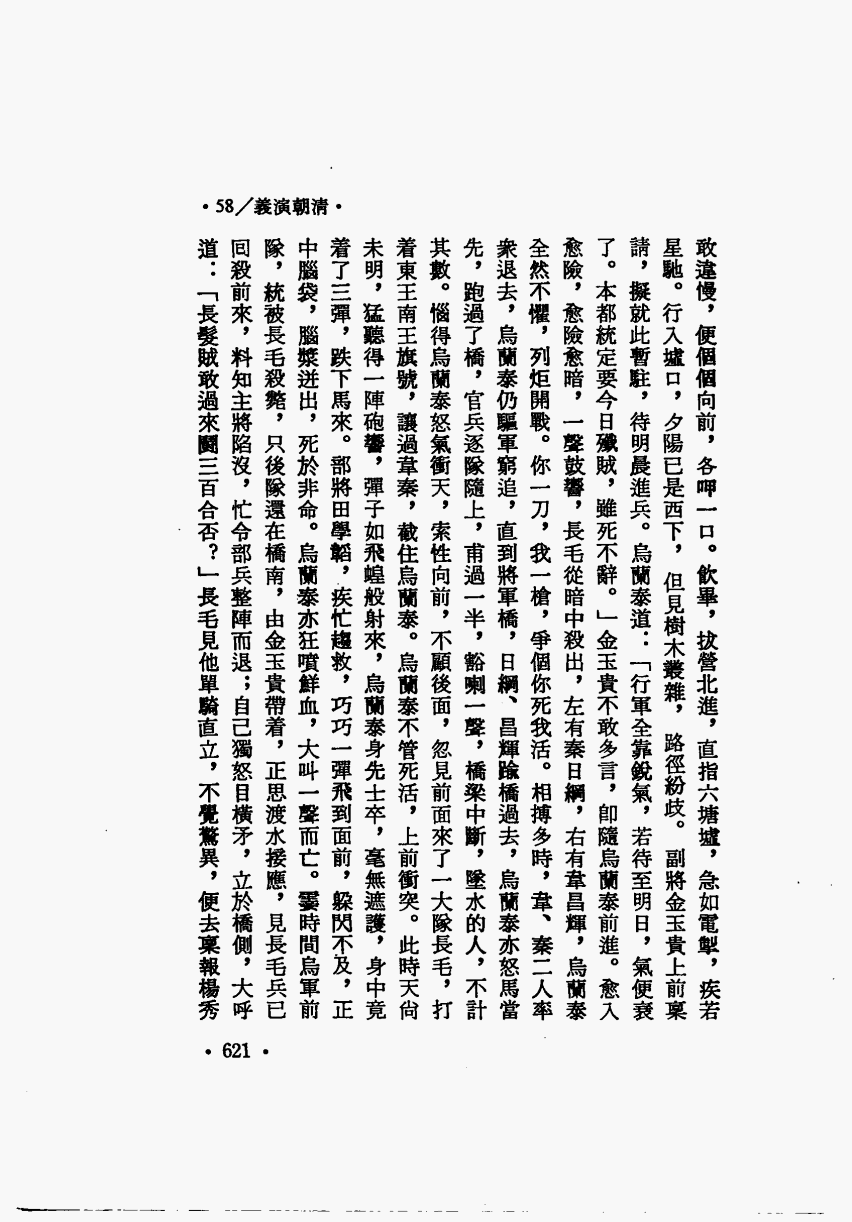 •58／義演朝清•
敢違慢，便個個向前，各呷一口。飲畢，拔營北進，直指六塘墟，急如電掣，疾若
星馳。行入墟口，夕陽已是西下，但見樹木叢雜，路徑紛歧。副將金玉貴上前稟
請，擬就此暫駐，待明晨進兵。烏蘭泰道：「行軍全靠銳氣，若待至明日，氣便衰
了。本都統定要今日殲賊，雖死不辭。」金玉貴不敢多言，卽隨烏蘭泰前進。愈入
愈險，愈險愈暗，一聲鼓響，長毛從暗中殺出，左有秦日綱，右有韋昌輝，烏蘭泰
全然不懼，列炬開戰。你一刀，我一槍，爭個你死我活。相搏多時，韋、秦二人率
衆退去，烏蘭泰仍驅軍窮追，直到將軍橋，日綱、昌輝踰橋過去，烏蘭泰亦怒馬當
先，跑過了橋，官兵逐隊隨上，甫過一半，豁喇一聲，橋梁中斷，墜水的人，不計
其數。惱得烏蘭泰怒氣衝天，索性向前，不顧後面，忽見前面來了一大隊長毛，打
着東王南王旗號，讓過韋秦，截住烏蘭泰。烏蘭泰不管死活，上前衝突。此時天尙
未明，猛聽得一陣砲響，彈子如飛蝗般射來，烏蘭泰身先士卒，毫無遮護，身中竟
着了三彈，跌下馬來。部將田學韜，疾忙趨救，巧巧一彈飛到面前，躱閃不及，正
中腦袋，腦漿迸出，死於非命。烏蘭泰亦狂噴鮮血，大叫一聲而亡。霎時間烏軍前
隊，統被長毛殺斃，只後隊還在橋南，由金玉貴帶着，正思渡水接應，見長毛兵已
囘殺前來，料知主將陷沒，忙令部兵整陣而退；自己獨怒目橫矛，立於橋側，大呼
道：「長髮賊敢過來鬭三百合否？」長毛見他單騎直立，不覺驚異，便去稟報楊秀
•621•